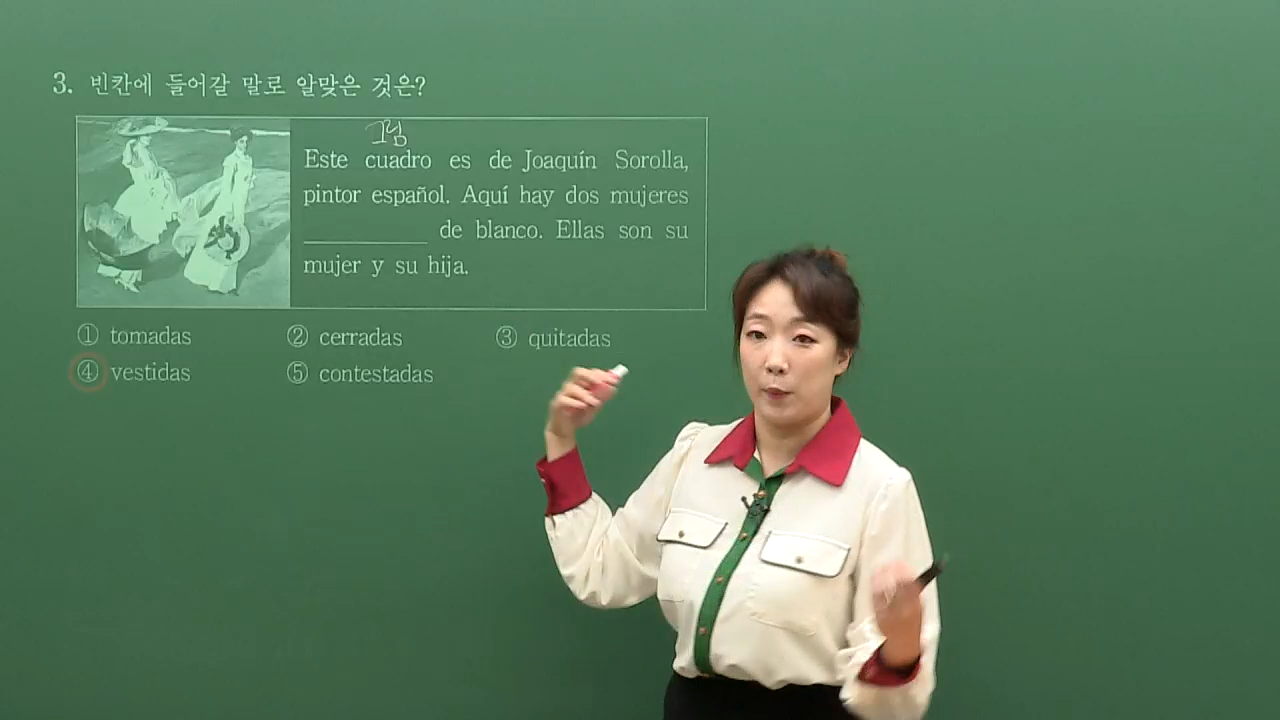 3. 빈칸에 들어갈 말로 알맞은 것은?
그림
Este cuadro es de Joaquín Sorolla,
pintor español. Aquí hay dos mujeres
____________ de blanco. Ellas son su
mujer y su hija.
① tomadas ② cerradas ③ quitadas
④ vestidas ⑤ contestadas